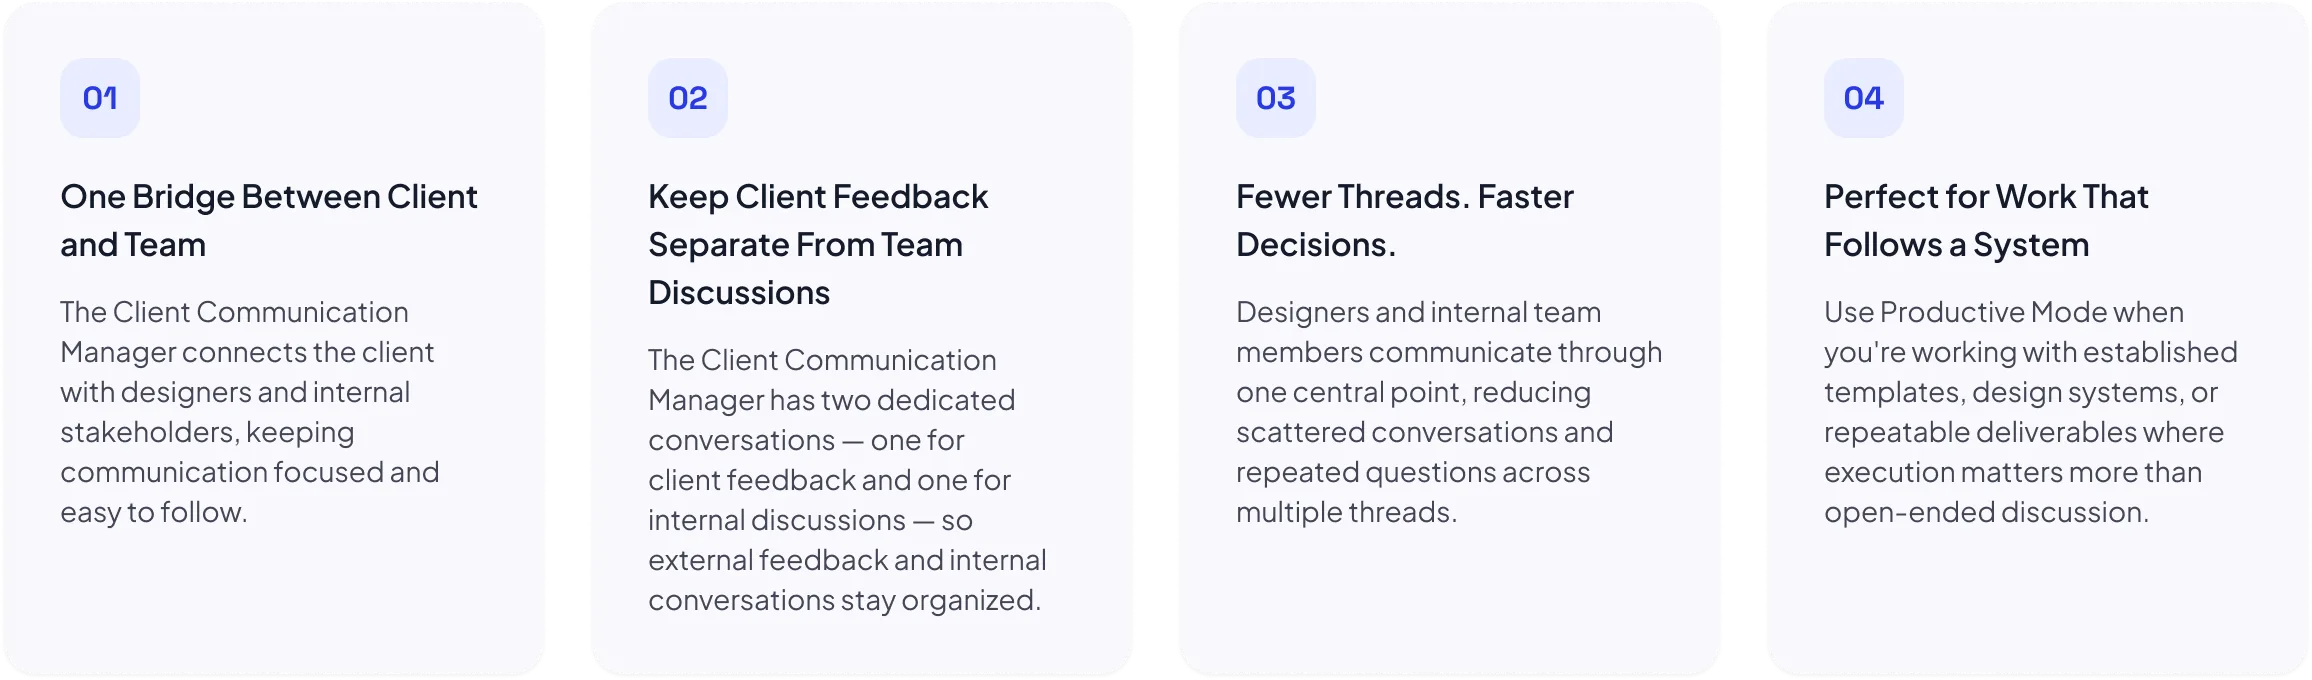 01
One Bridge Between Client
and Team
The Client Communication
Manager connects the client
with designers and internal
stakeholders, keeping
communication focused and
easy to follow.
02
Keep Client Feedback
Separate From Team
Discussions
The Client Communication
Manager has two dedicated
conversations — one for
client feedback and one for
internal discussions — so
external feedback and internal
conversations stay organized.
03
Fewer Threads. Faster
Decisions.
Designers and internal team
members communicate through
one central point, reducing
scattered conversations and
repeated questions across
multiple threads.
04
Perfect for Work That
Follows a System
Use Productive Mode when
you're working with established
templates, design systems, or
repeatable deliverables where
execution matters more than
open-ended discussion.